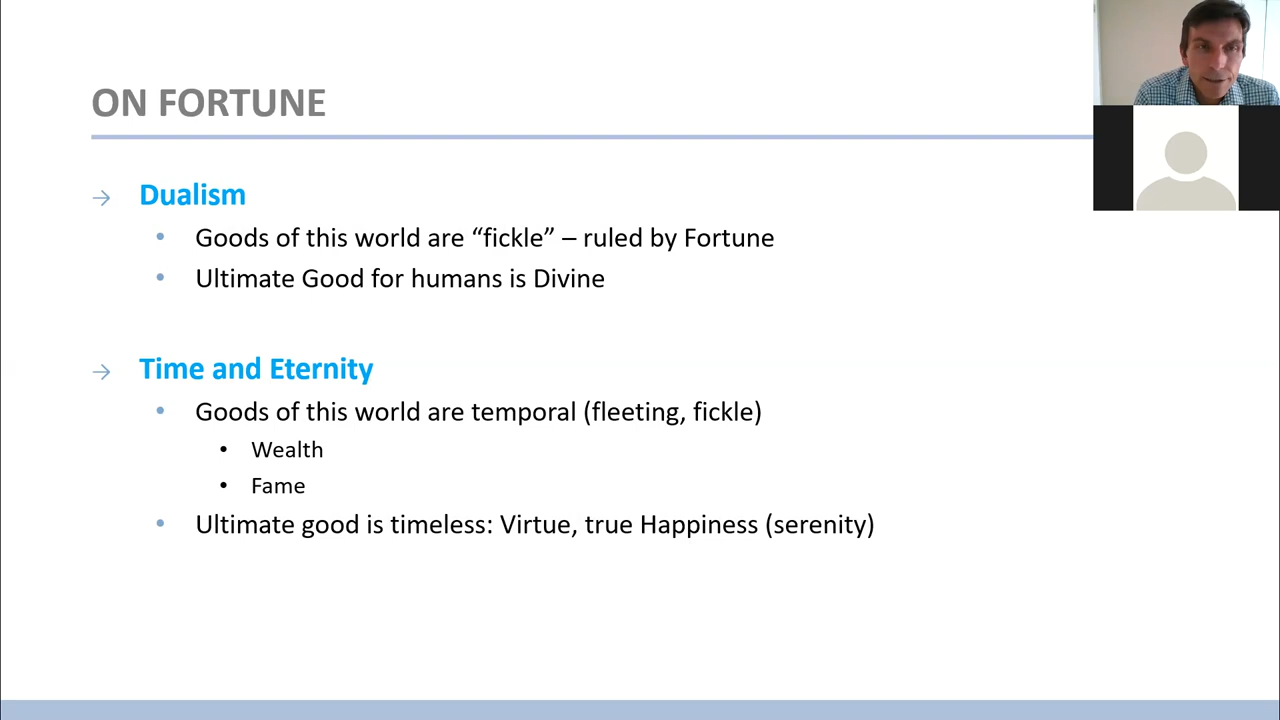 ON FORTUNE
Dualism
Goods of this world are “fickle” – ruled by Fortune
Ultimate Good for humans is Divine
Time and Eternity
Goods of this world are temporal (fleeting, fickle)
Wealth
Fame
Ultimate good is timeless: Virtue, true Happiness (serenity)